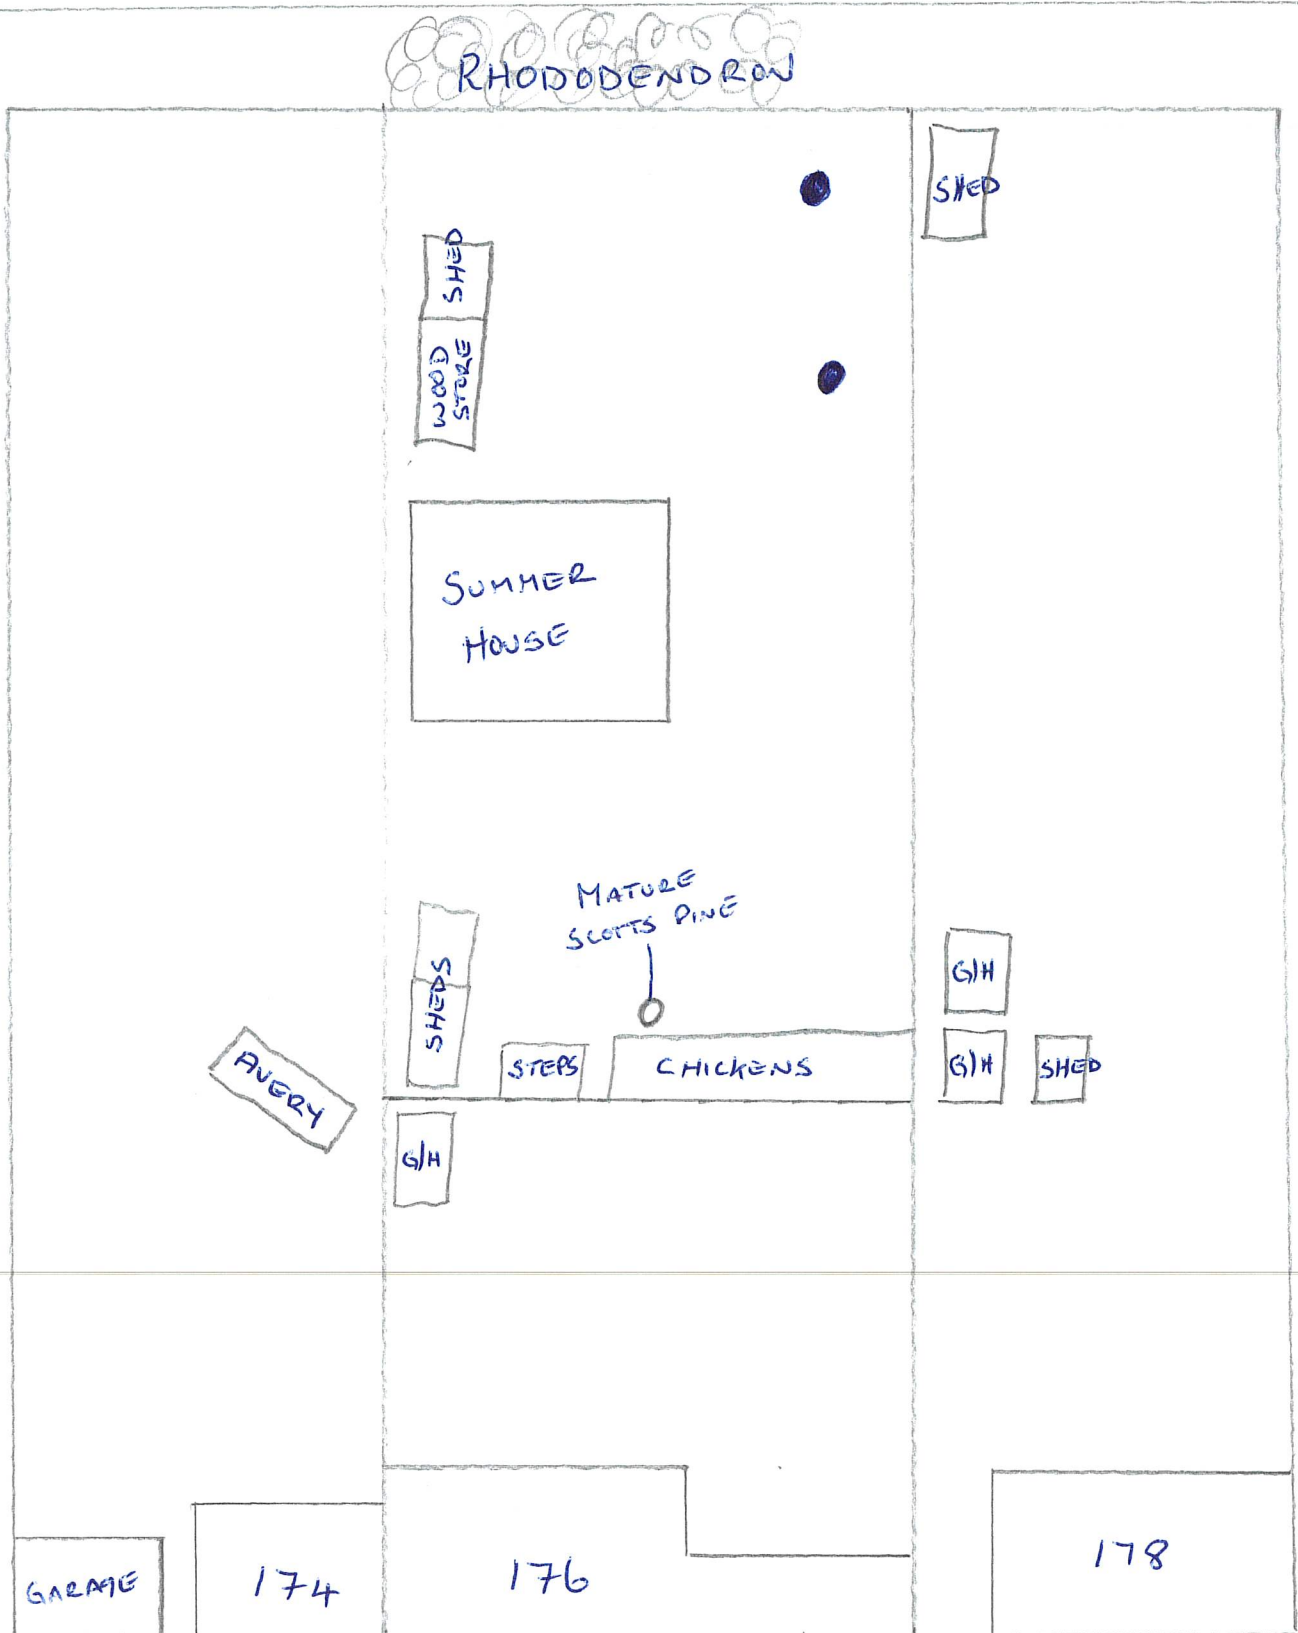 RHODODENDRON
SHED
SHED
WOOD
STORE
SUMMER
HOUSE
MATURE
SCOTTS PINE
SHEDS
G/H
AVERY
STEPS
CHICKENS
G/H
SHED
G/H
GARAGE
174
176
178